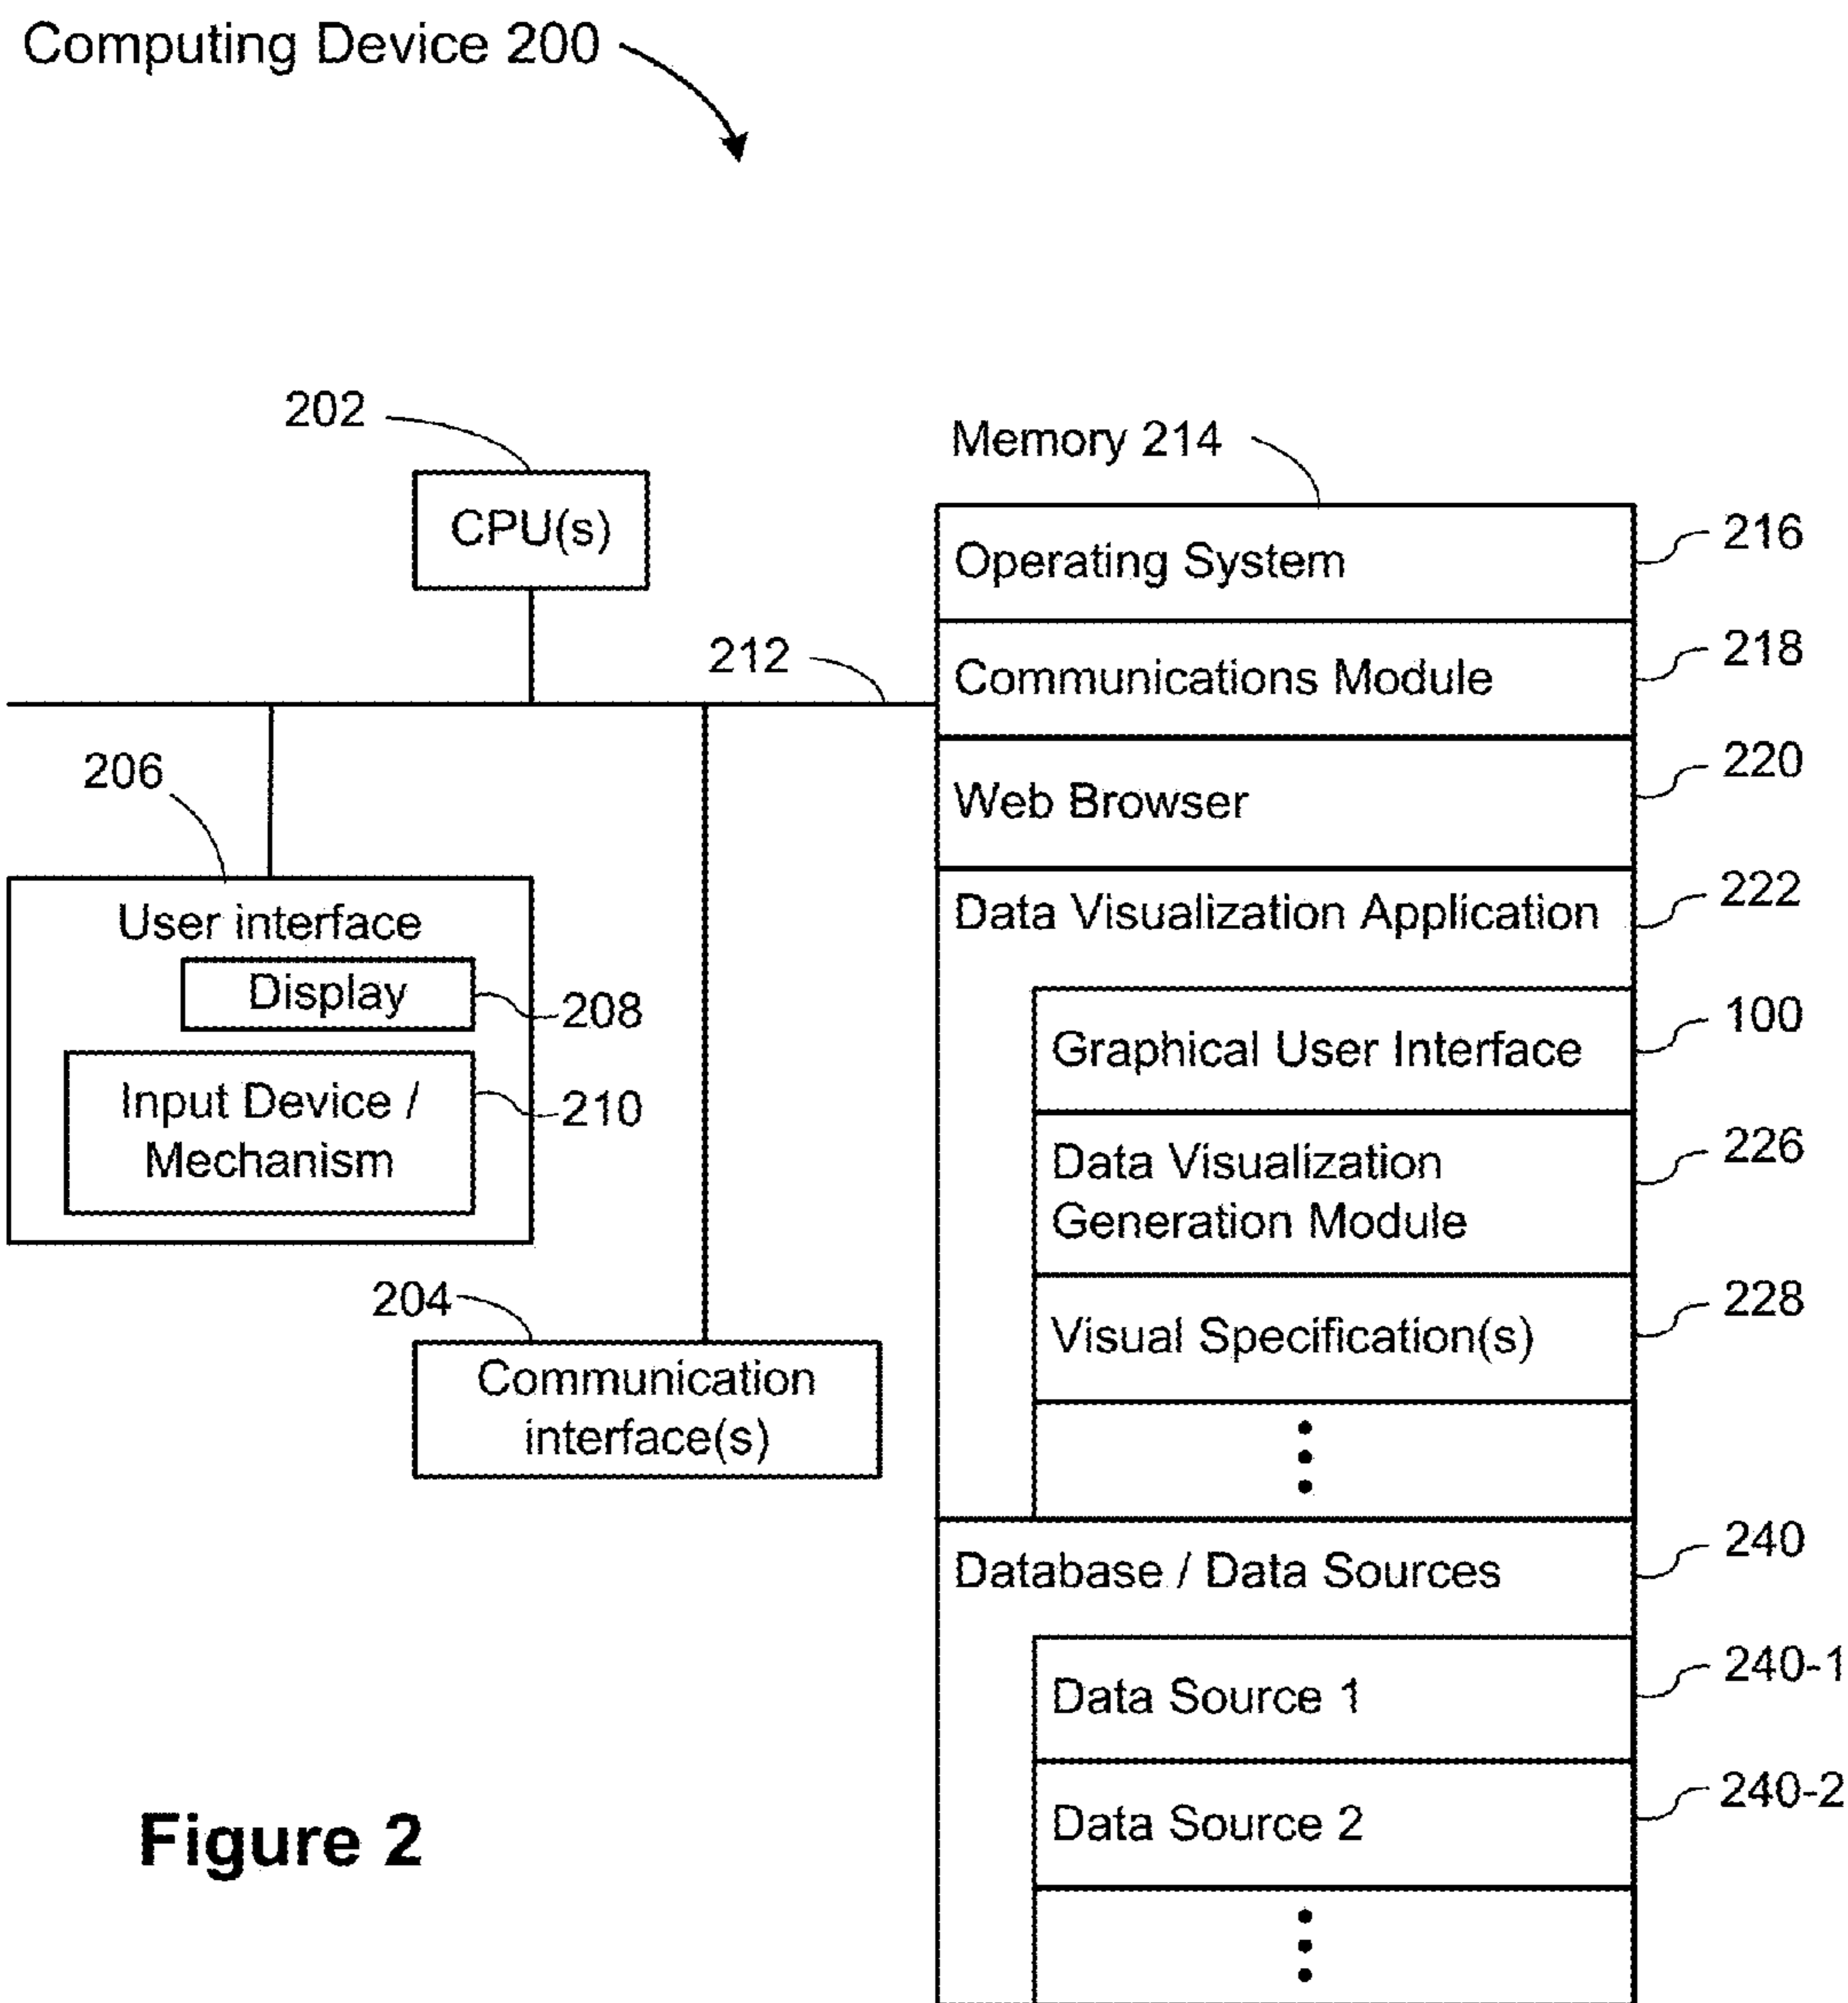 Computing Device 200
202
CPU(s)
212
206
User interface
Display
208
Input Device /
Mechanism
210
204
Communication
interface(s)
Memory 214
Operating System
216
Communications Module
218
Web Browser
220
Data Visualization Application
222
Graphical User Interface
100
Data Visualization
Generation Module
226
Visual Specification(s)
228
Database / Data Sources
240
Data Source 1
240-1
Data Source 2
240-2
Figure 2